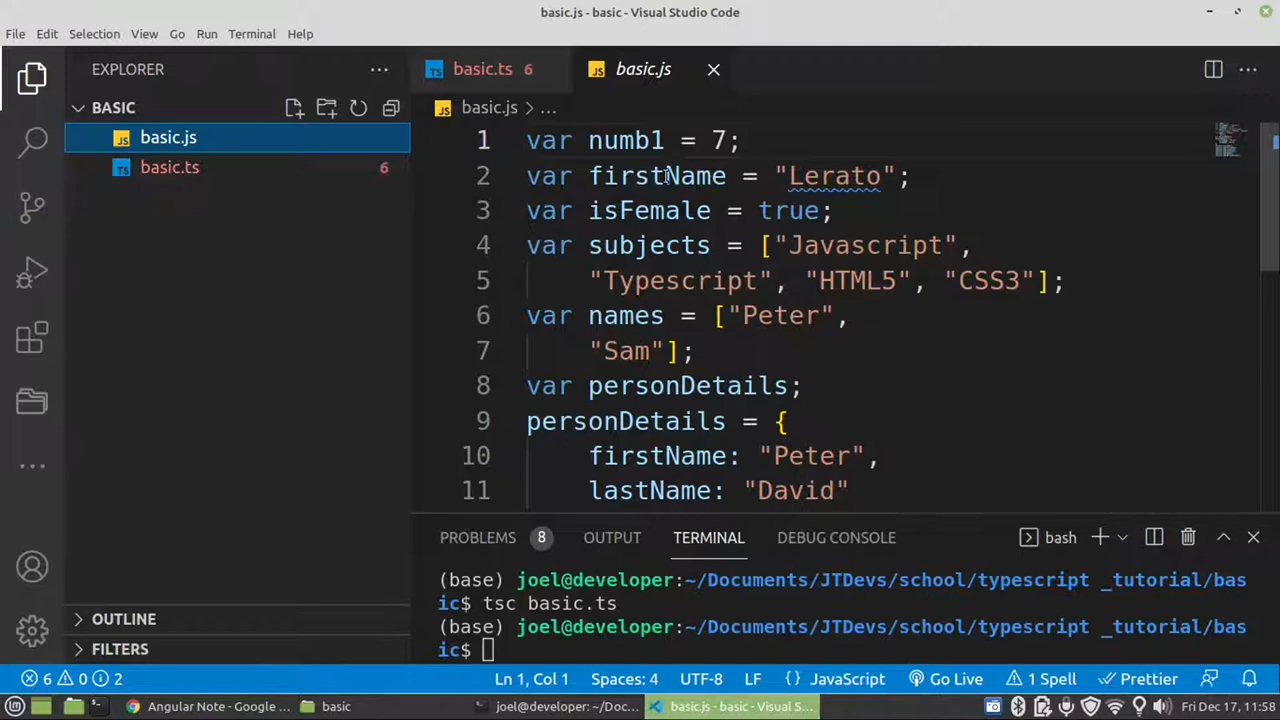 basic.js - basic - Visual Studio Code
File Edit Selection View Go Run Terminal Help
EXPLORER
BASIC
JS basic.js
TS basic.ts 6
OUTLINE
FILTERS
TS basic.ts 6
JS basic.js
JS basic.js > ...
1 var numb1 = 7;
2 var firstName = "Lerato";
3 var isFemale = true;
4 var subjects = ["Javascript",
5 "Typescript", "HTML5", "CSS3"];
6 var names = ["Peter",
7 "Sam"];
8 var personDetails;
9 personDetails = {
10 firstName: "Peter",
11 lastName: "David"
PROBLEMS 8 OUTPUT TERMINAL DEBUG CONSOLE bash
(base) joel@developer:~/Documents/JTDevs/school/typescript _tutorial/bas
ic$ tsc basic.ts
(base) joel@developer:~/Documents/JTDevs/school/typescript _tutorial/bas
ic$
6 0 2 Ln 1, Col 1 Spaces: 4 UTF-8 LF { } JavaScript Go Live 1 Spell Prettier
Angular Note - Google ... basic joel@developer: ~/Do... basic.js - basic - Visual S... Fri Dec 17, 11:58